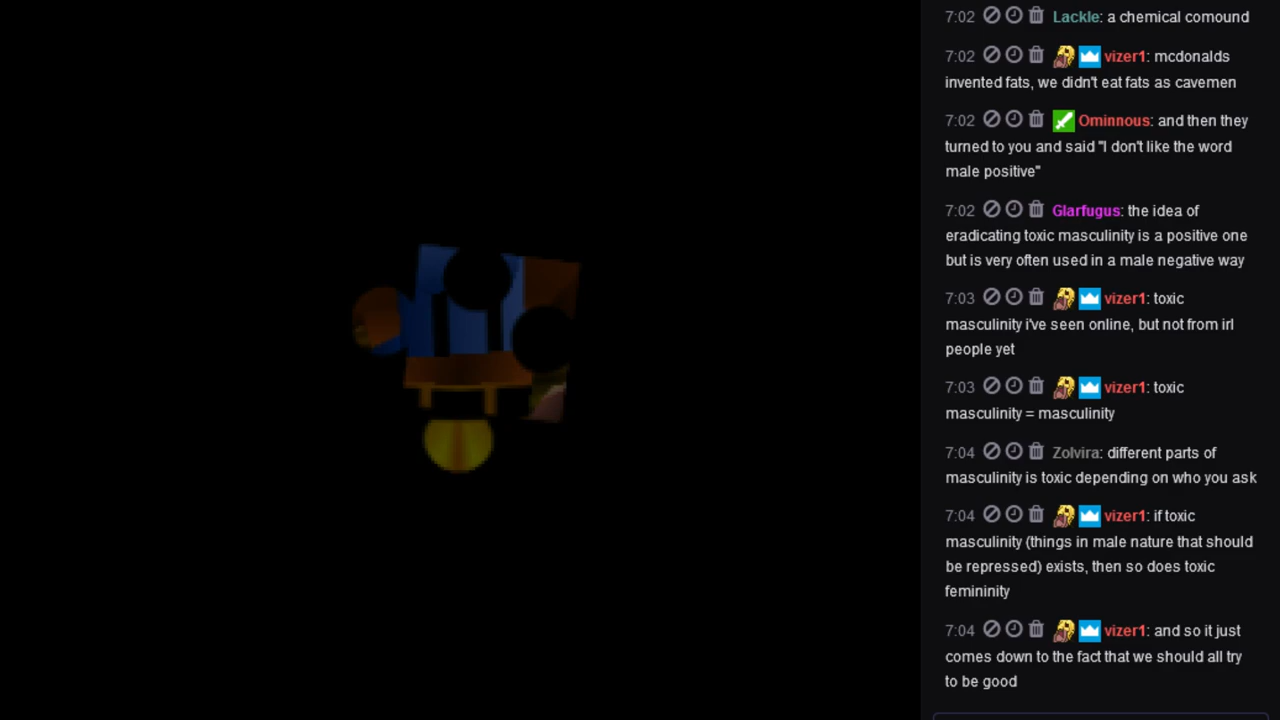 7:02 Lackle: a chemical comound
7:02 vizer1: mcdonalds
invented fats, we didn't eat fats as cavemen
7:02 Ominnous: and then they
turned to you and said "I don't like the word
male positive"
7:02 Glarfugus: the idea of
eradicating toxic masculinity is a positive one
but is very often used in a male negative way
7:03 vizer1: toxic
masculinity i've seen online, but not from irl
people yet
7:03 vizer1: toxic
masculinity = masculinity
7:04 Zolvira: different parts of
masculinity is toxic depending on who you ask
7:04 vizer1: if toxic
masculinity (things in male nature that should
be repressed) exists, then so does toxic
femininity
7:04 vizer1: and so it just
comes down to the fact that we should all try
to be good